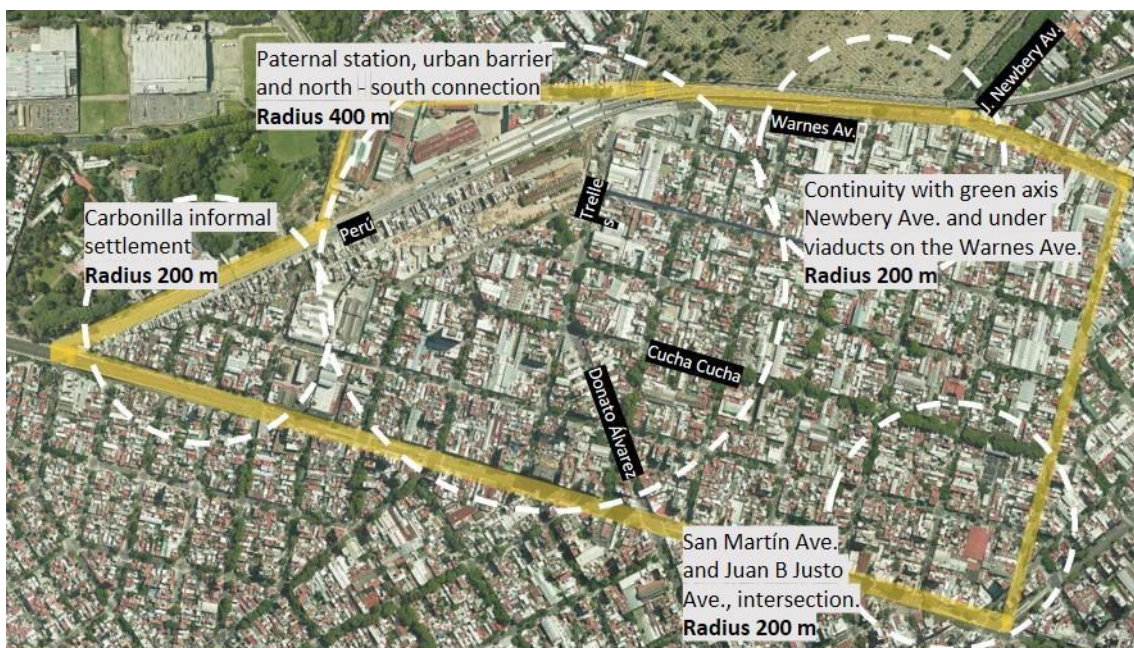 Paternal station, urban barrier
and north - south connection
Radius 400 m
J. Newbery Av.
Warnes Av.
Continuity with green axis
Newbery Ave. and under
viaducts on the Warnes Ave.
Radius 200 m
Trelle
s
Carbonilla informal
settlement
Radius 200 m
Perú
Cucha Cucha
Donato Álvarez
San Martín Ave.
and Juan B Justo
Ave., intersection.
Radius 200 m